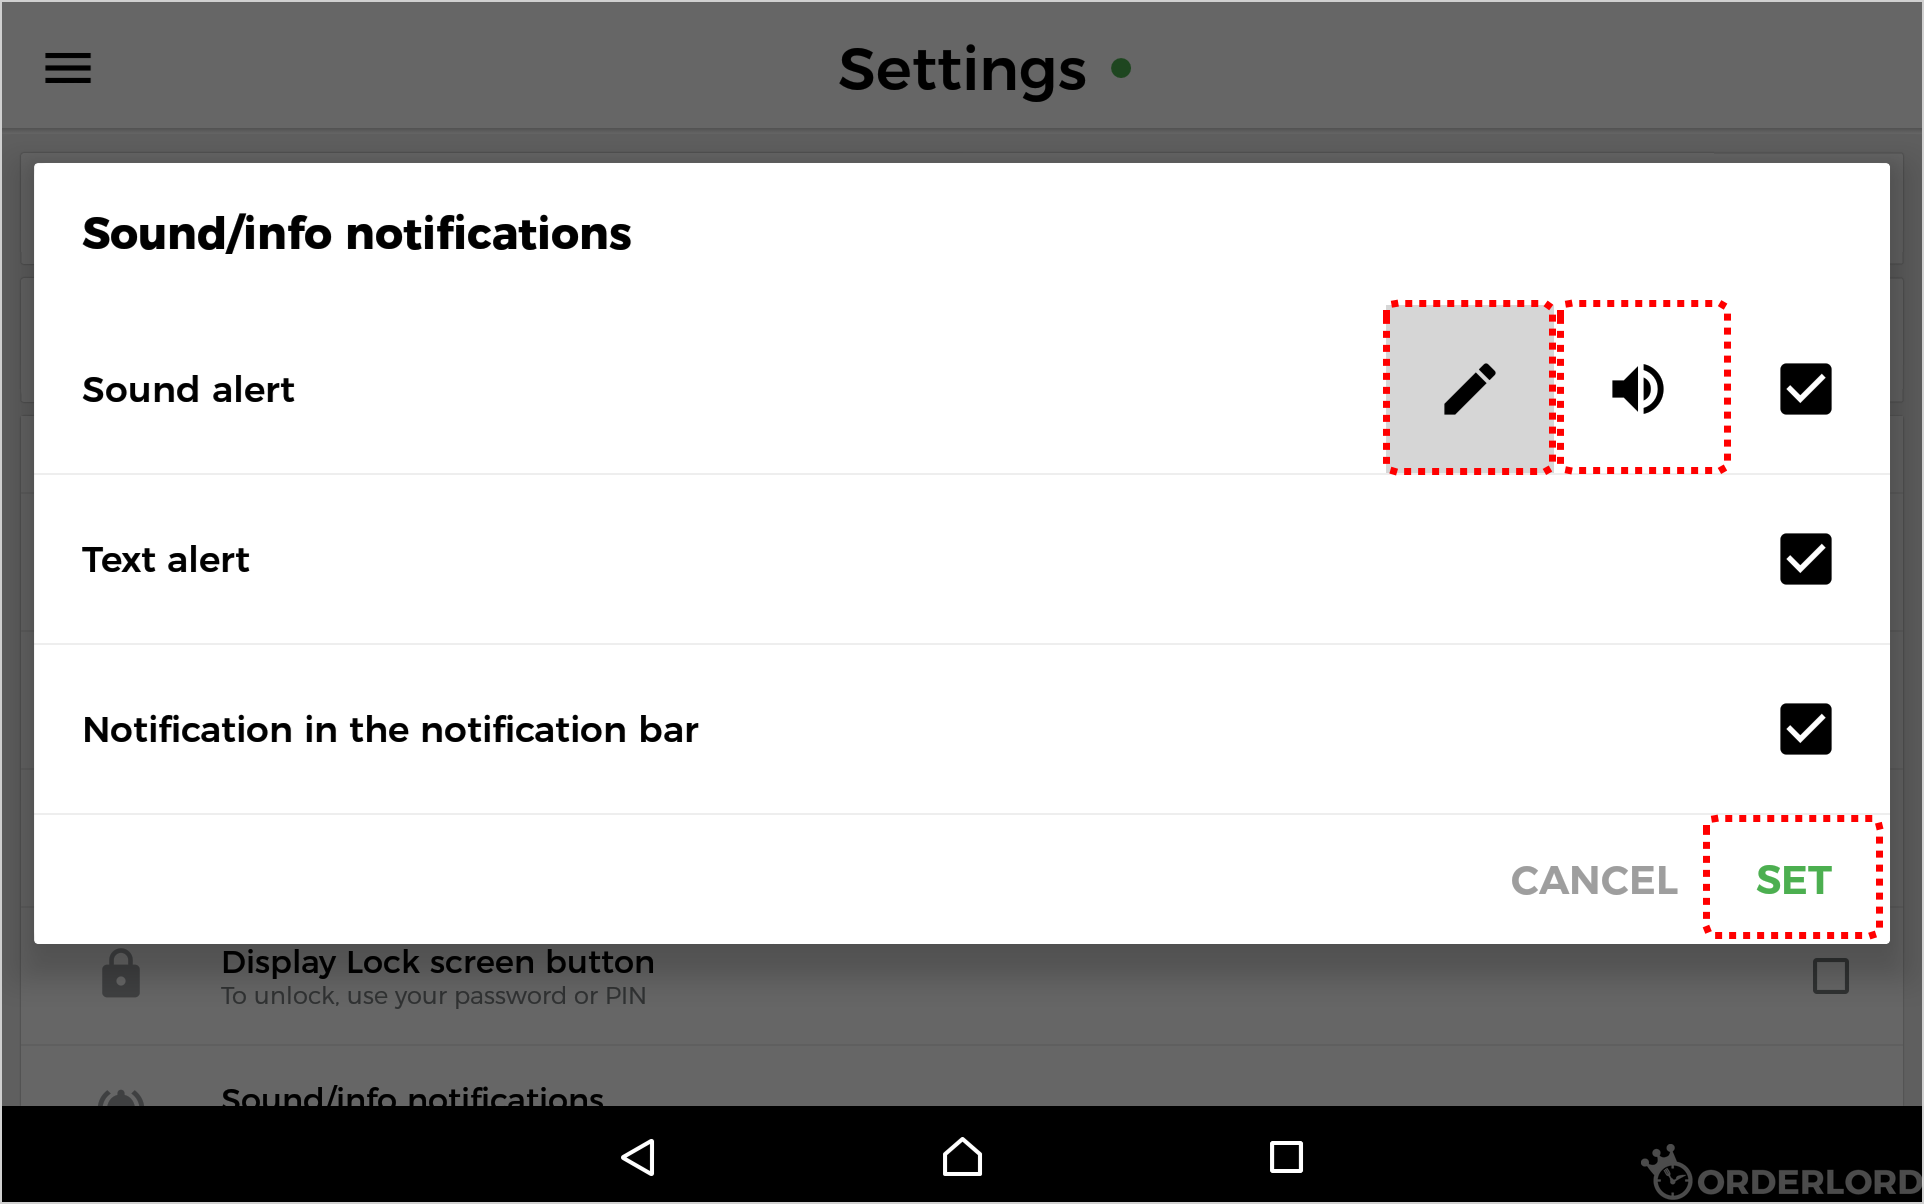 Settings
Sound/info notifications
Sound alert
Text alert
Notification in the notification bar
CANCEL SET
Display Lock screen button
To unlock, use your password or PIN
Sound/info notifications
ORDERLORD